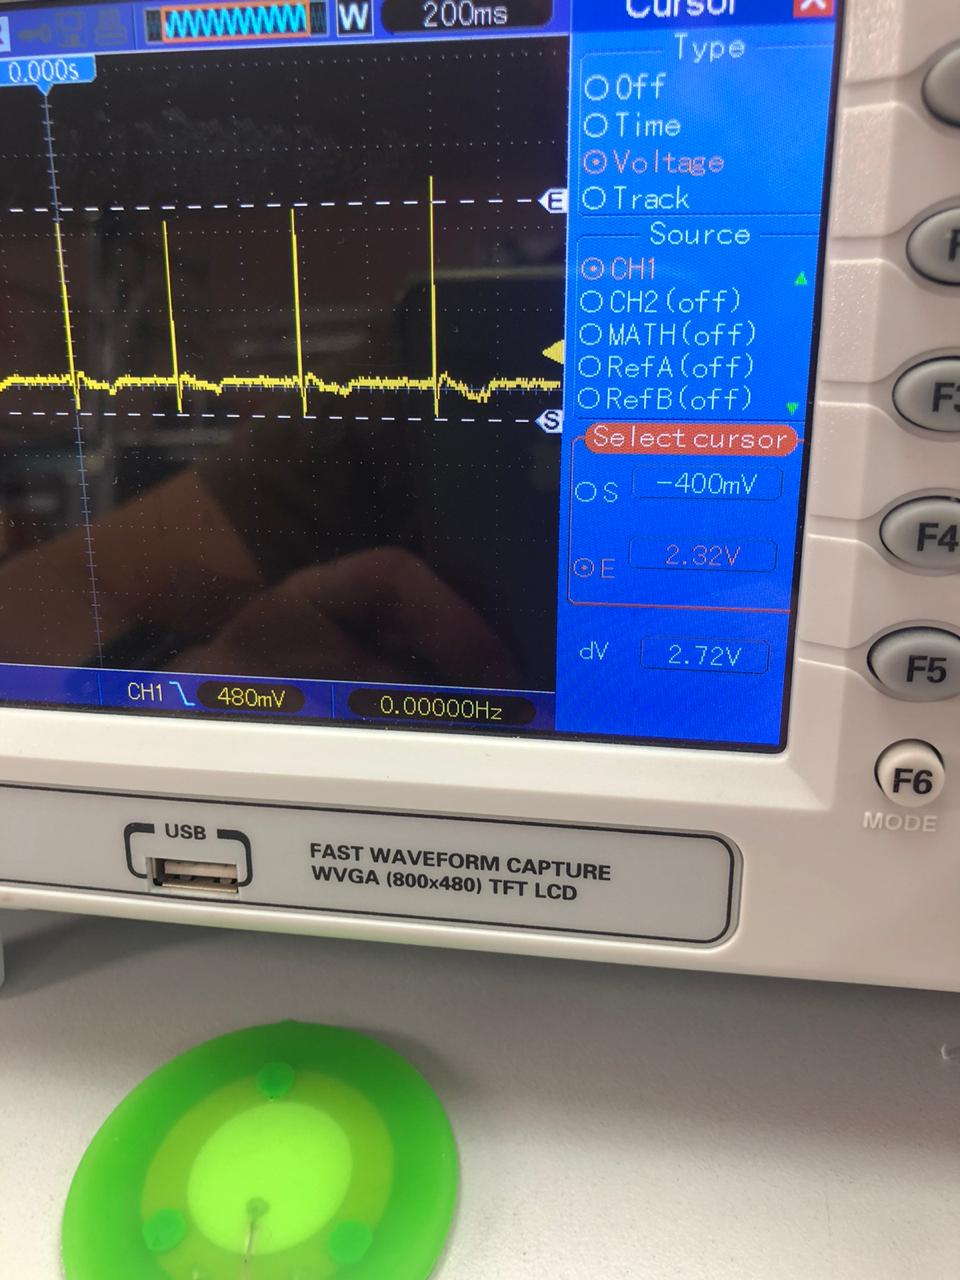 W 200ms
Cursor
0.000s
Type
Off
Time
Voltage
Track
E
Source
CH1
CH2(off)
MATH(off)
RefA(off)
RefB(off)
S
Select cursor
S -400mV
E 2.32V
dV 2.72V
CH1 480mV 0.00000Hz
F3
F4
F5
F6
MODE
USB
FAST WAVEFORM CAPTURE
WVGA (800x480) TFT LCD